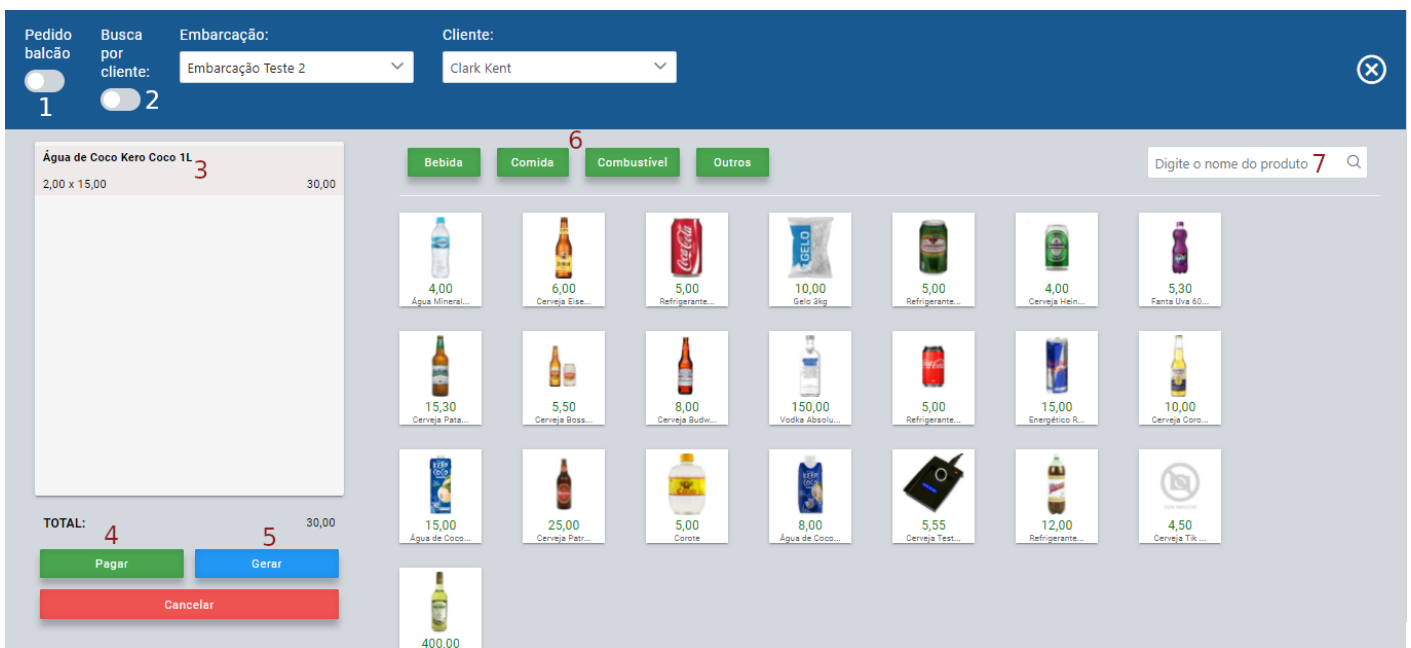 Pedido balcão
Busca por cliente:
Embarcação:
Cliente:
Embarcação Teste 2
Clark Kent
1
2
Água de Coco Kero Coco 1L
3
2,00 x 15,00 30,00
6
Bebida Comida Combustível Outros
Digite o nome do produto 7
GELO
Coca-Cola
4,00 6,00 5,00 10,00 5,00 4,00 5,30
Água Mineral... Cerveja Eise... Refrigerante... Gelo 3kg Refrigerante... Cerveja Hein... Fanta Uva 60...
15,30 5,50 8,00 150,00 5,00 15,00 10,00
Cerveja Pata... Cerveja Boss... Cerveja Budw... Vodka Absolu... Refrigerante... Energético R... Cerveja Coro...
KERO COCO
15,00 25,00 5,00 8,00 5,55 12,00 4,50
Água de Coco... Cerveja Patr... Corote Água de Coco... Cerveja Test... Refrigerante... Cerveja Tik ...
400,00
TOTAL: 30,00
4
5
Pagar Gerar
Cancelar